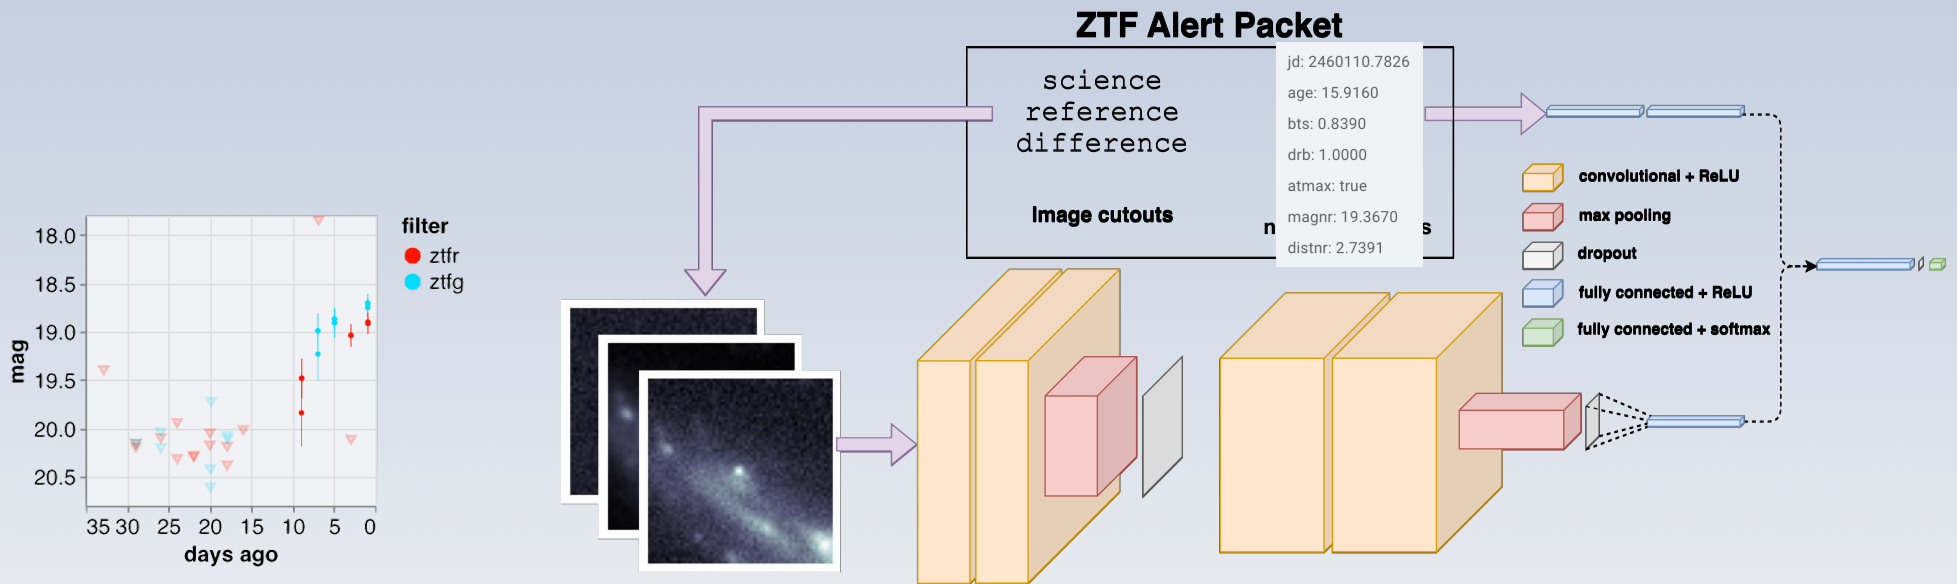 ZTF Alert Packet
science
reference
difference
Image cutouts
jd: 2460110.7826
age: 15.9160
bts: 0.8390
drb: 1.0000
atmax: true
magnr: 19.3670
distnr: 2.7391
convolutional + ReLU
max pooling
dropout
fully connected + ReLU
fully connected + softmax
filter
ztfr
ztfg
mag
18.0
18.5
19.0
19.5
20.0
20.5
35 30 25 20 15 10 5 0
days ago